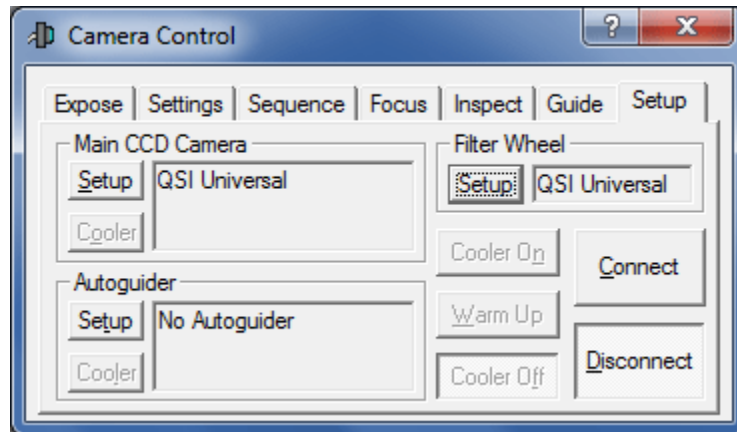 Camera Control
Expose Settings Sequence Focus Inspect Guide Setup
Main CCD Camera
Setup QSI Universal
Cooler
Filter Wheel
Setup QSI Universal
Autoguider
Setup No Autoguider
Cooler
Cooler On
Warm Up
Cooler Off
Connect
Disconnect